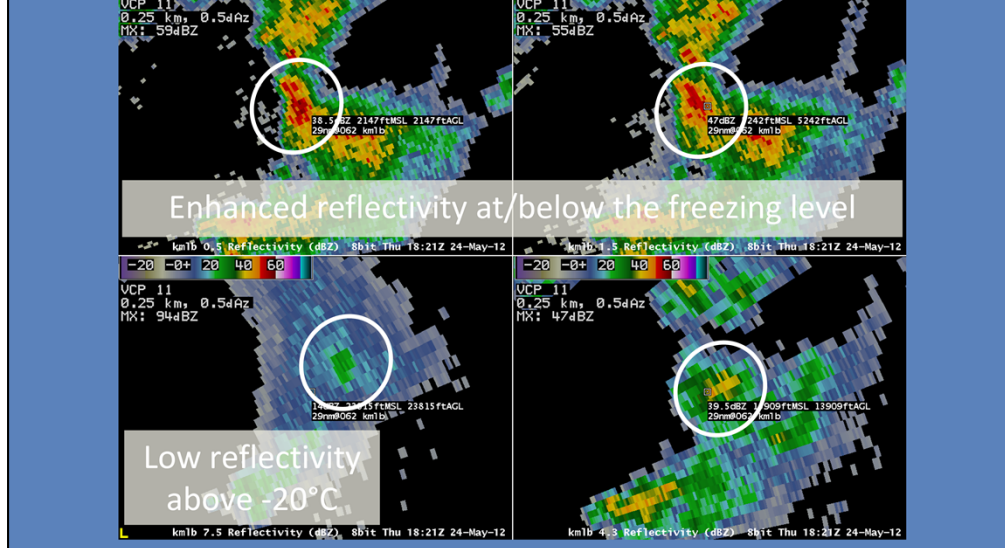 VCP 11
0.25 km, 0.5dAz
MX: 59dBZ
38.5dBZ 2147ftMSL 2147ftAGL
29nm@062 kmlb
VCP 11
0.25 km, 0.5dAz
MX: 55dBZ
47dBZ 5242ftMSL 5242ftAGL
29nm@062 kmlb
Enhanced reflectivity at/below the freezing level
kmlb 0.5 Reflectivity (dBZ) 8bit Thu 18:21Z 24-May-12
kmlb 1.5 Reflectivity (dBZ) 8bit Thu 18:21Z 24-May-12
-20 -0+ 20 40 60
VCP 11
0.25 km, 0.5dAz
MX: 94dBZ
14dBZ 23815ftMSL 23815ftAGL
29nm@062 kmlb
-20 -0+ 20 40 60
VCP 11
0.25 km, 0.5dAz
MX: 47dBZ
39.5dBZ 13909ftMSL 13909ftAGL
29nm@062 kmlb
Low reflectivity
above -20°C
L
kmlb 7.5 Reflectivity (dBZ) 8bit Thu 18:21Z 24-May-12
kmlb 4.3 Reflectivity (dBZ) 8bit Thu 18:21Z 24-May-12